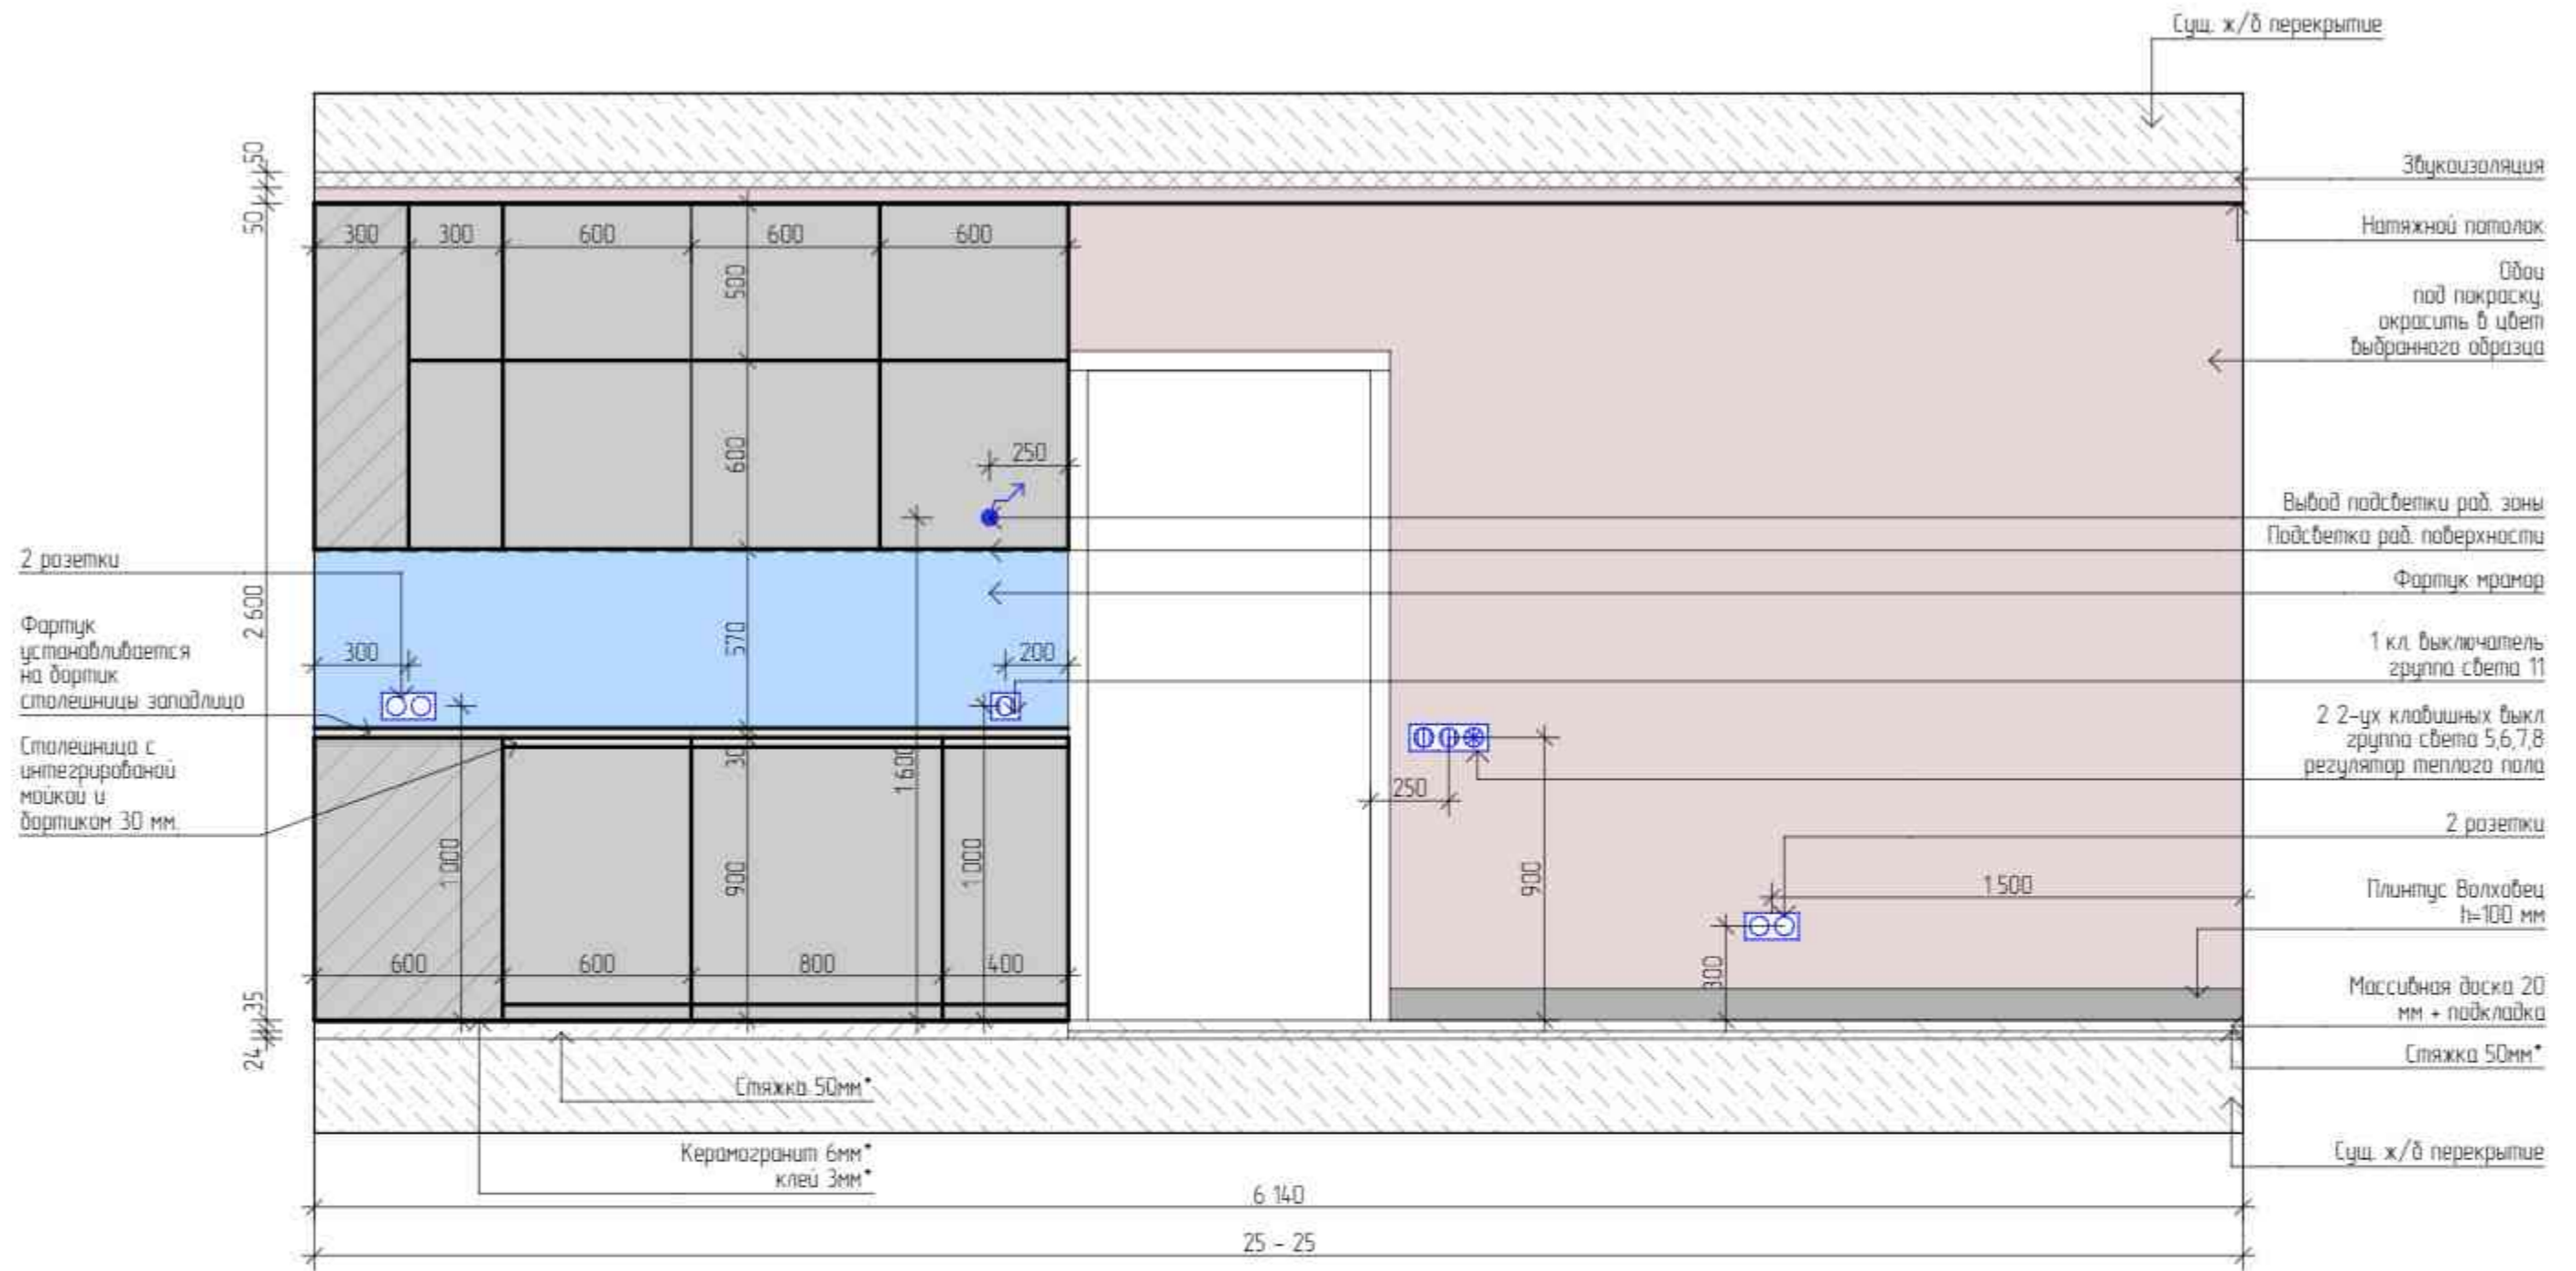 Сущ. ж/б перекрытие
50
50
Звукоизоляция
Натяжной потолок
300
300
600
600
600
500
Обои
под покраску,
окрасить в цвет
выбранного образца
600
250
Вывод подсветки раб. зоны
Подсветка раб. поверхности
Фартук мрамор
2 розетки
2 600
Фартук
устанавливается
на бортик
столешницы западлицо
300
570
200
1 кл. выключатель
группа света 11
2 2-ух клавишных выкл
группа света 5,6,7,8
регулятор теплого пола
Столешница с
интегрированой
мойкой и
бортиком 30 мм.
30
1 600
250
1 000
900
1 000
900
2 розетки
1 500
300
Плинтус Волховец
h=100 мм
600
600
800
400
35
24
Массивная доска 20
мм + подкладка
Стяжка 50мм*
Стяжка 50мм*
Керамогранит 6мм*
клей 3мм*
Сущ. ж/б перекрытие
6 140
25 - 25